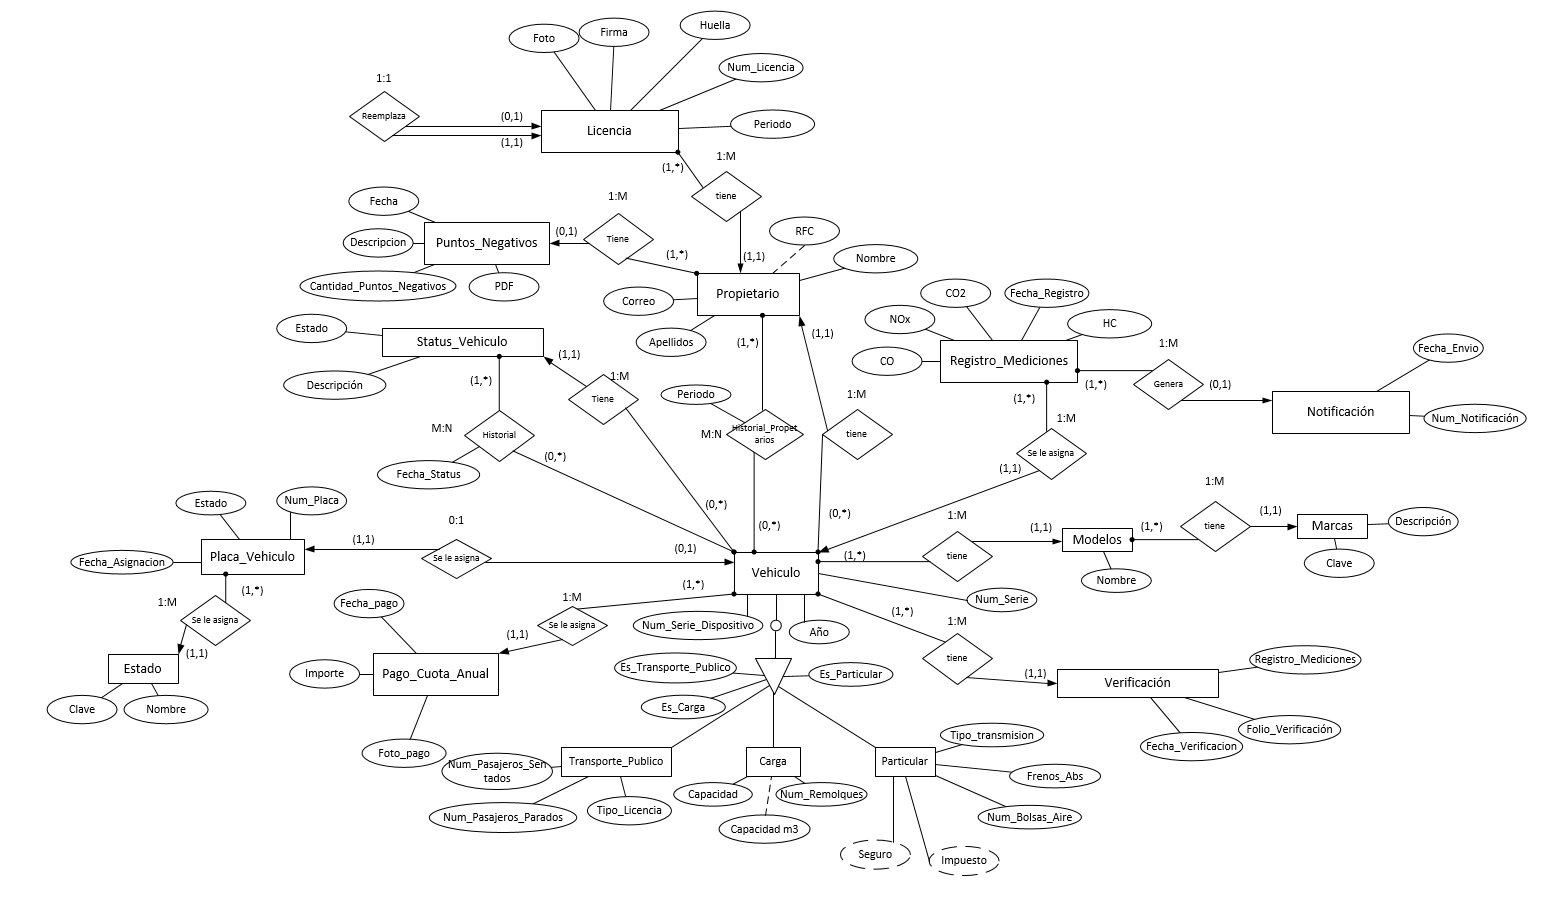 Foto
Firma
Huella
Num_Licencia
Periodo
1:1
Reemplaza
(0,1)
(1,1)
Licencia
(1,*)
1:M
tiene
(1,1)
Fecha
Descripcion
Cantidad_Puntos_Negativos
PDF
Puntos_Negativos
(0,1)
1:M
Tiene
(1,*)
RFC
Nombre
Propietario
Correo
Apellidos
(1,*)
(1,1)
Estado
Status_Vehiculo
Descripción
(1,1)
(1,*)
1:M
Tiene
(0,*)
M:N
Historial
Fecha_Status
(0,*)
Periodo
M:N
Historial_Propet
arios
(0,*)
1:M
tiene
(0,*)
CO2
Fecha_Registro
NOx
HC
CO
Registro_Mediciones
(1,*)
(1,*)
1:M
Genera
(0,1)
Fecha_Envio
Notificación
Num_Notificación
1:M
Se le asigna
(1,1)
Estado
Num_Placa
Placa_Vehiculo
Fecha_Asignacion
(1,1)
0:1
Se le asigna
(0,1)
(1,*)
1:M
Se le asigna
(1,1)
Estado
Clave
Nombre
Vehiculo
(1,*)
1:M
tiene
(1,1)
Modelos
Nombre
(1,*)
1:M
tiene
(1,1)
Marcas
Descripción
Clave
Num_Serie
Num_Serie_Dispositivo
Año
(1,*)
1:M
Se le asigna
(1,1)
Fecha_pago
Importe
Pago_Cuota_Anual
Foto_pago
(1,*)
1:M
tiene
(1,1)
Verificación
Registro_Mediciones
Folio_Verificación
Fecha_Verificacion
Es_Transporte_Publico
Es_Particular
Es_Carga
Transporte_Publico
Num_Pasajeros_Sen
tados
Num_Pasajeros_Parados
Tipo_Licencia
Carga
Capacidad
Num_Remolques
Capacidad m3
Particular
Tipo_transmision
Frenos_Abs
Num_Bolsas_Aire
Seguro
Impuesto